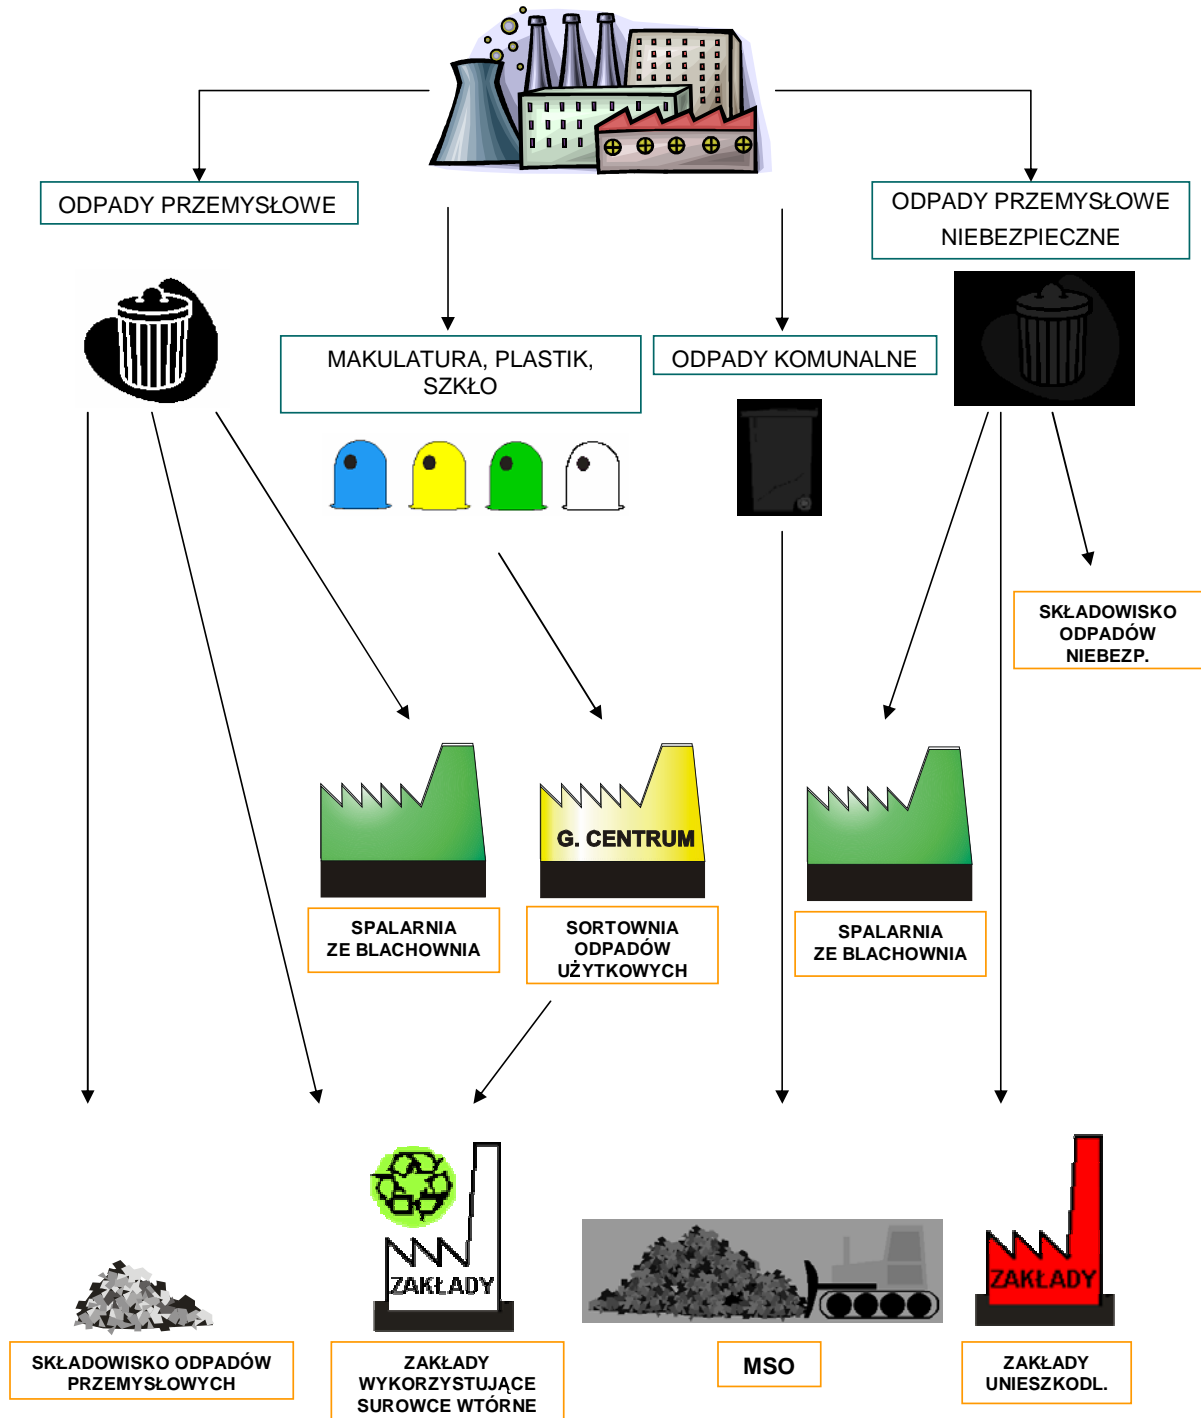 ODPADY PRZEMYSŁOWE
ODPADY PRZEMYSŁOWE
NIEBEZPIECZNE
MAKULATURA, PLASTIK,
SZKŁO
ODPADY KOMUNALNE
SKŁADOWISKO
ODPADÓW
NIEBEZP.
G. CENTRUM
SPALARNIA
ZE BLACHOWNIA
SORTOWNIA
ODPADÓW
UŻYTKOWYCH
SPALARNIA
ZE BLACHOWNIA
ZAKŁADY
ZAKŁADY
SKŁADOWISKO ODPADÓW
PRZEMYSŁOWYCH
ZAKŁADY
WYKORZYSTUJĄCE
SUROWCE WTÓRNE
MSO
ZAKŁADY
UNIESZKODL.